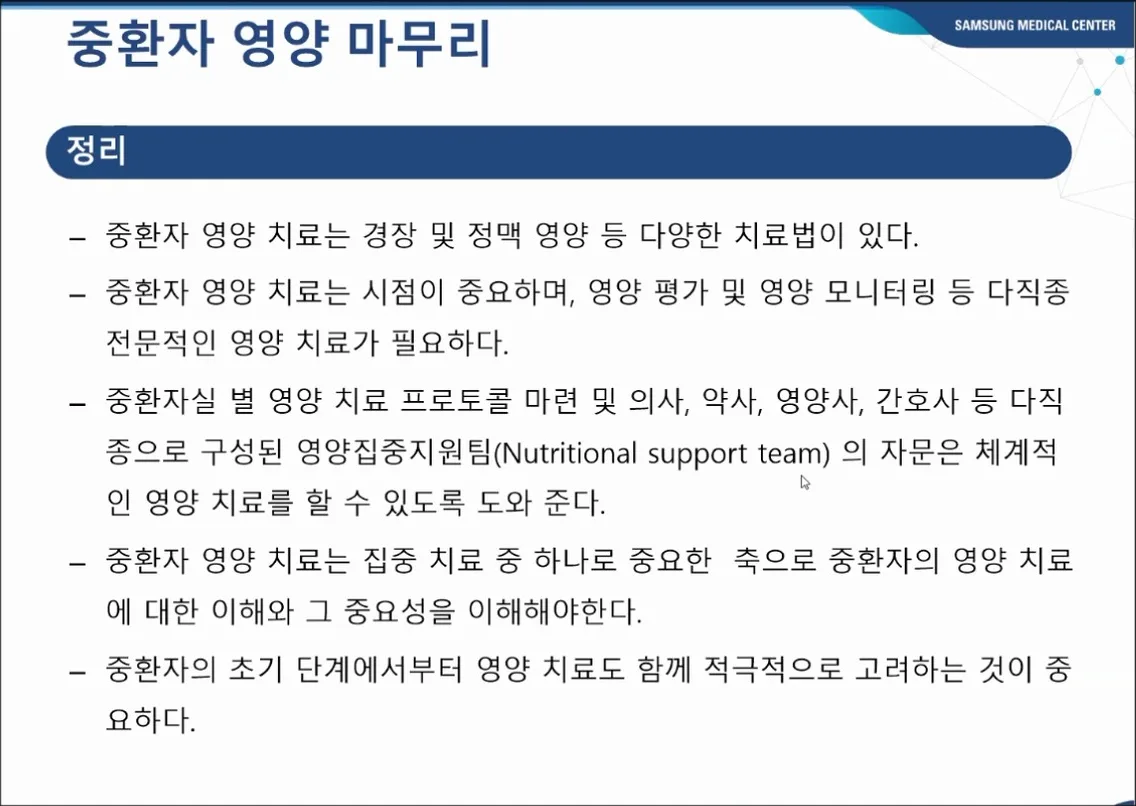 SAMSUNG MEDICAL CENTER
중환자 영양 마무리
정리
– 중환자 영양 치료는 경장 및 정맥 영양 등 다양한 치료법이 있다.
– 중환자 영양 치료는 시점이 중요하며, 영양 평가 및 영양 모니터링 등 다직종
전문적인 영양 치료가 필요하다.
– 중환자실 별 영양 치료 프로토콜 마련 및 의사, 약사, 영양사, 간호사 등 다직
종으로 구성된 영양집중지원팀(Nutritional support team) 의 자문은 체계적
인 영양 치료를 할 수 있도록 도와 준다.
– 중환자 영양 치료는 집중 치료 중 하나로 중요한  축으로 중환자의 영양 치료
에 대한 이해와 그 중요성을 이해해야한다.
– 중환자의 초기 단계에서부터 영양 치료도 함께 적극적으로 고려하는 것이 중
요하다.